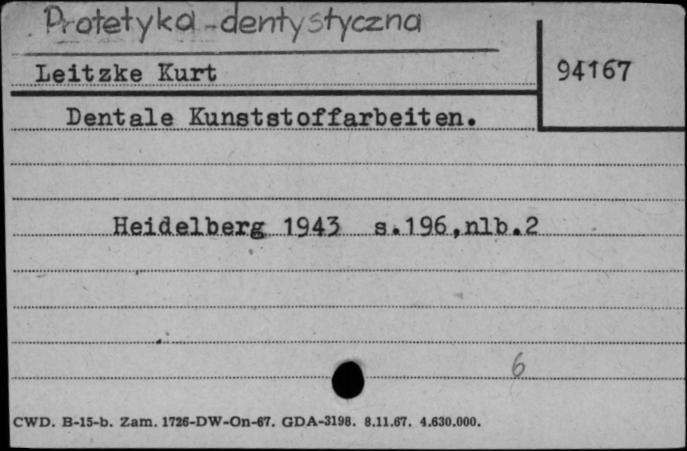 Protetyka-dentystyczna
Leitzke Kurt
94167
Dentale Kunststoffarbeiten.
Heidelberg 1943 s.196,nlb.2
6
CWD. B-15-b. Zam. 1726-DW-On-67. GDA-3198. 8.11.67. 4.630.000.